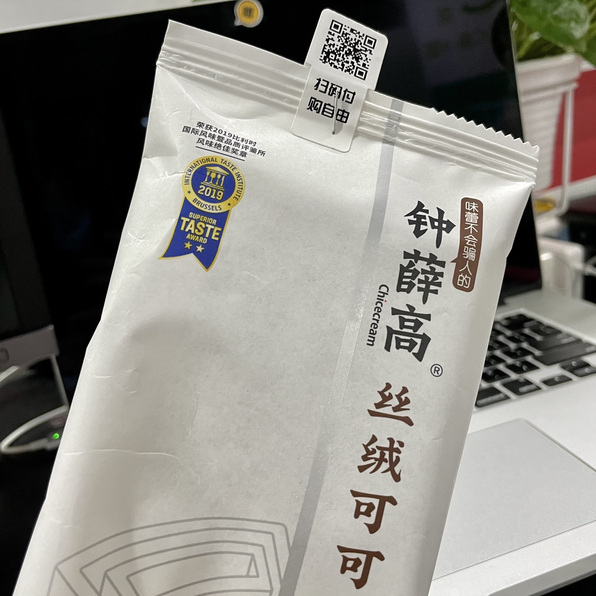 扫码付
购自由
荣获2019比利时
国际风味暨品质评鉴所
风味绝佳奖章
INTERNATIONAL TASTE INSTITUTE
2019
BRUSSELS
SUPERIOR
TASTE
AWARD
味蕾不会骗人的
钟薛高
Chicecream
®
丝绒可可